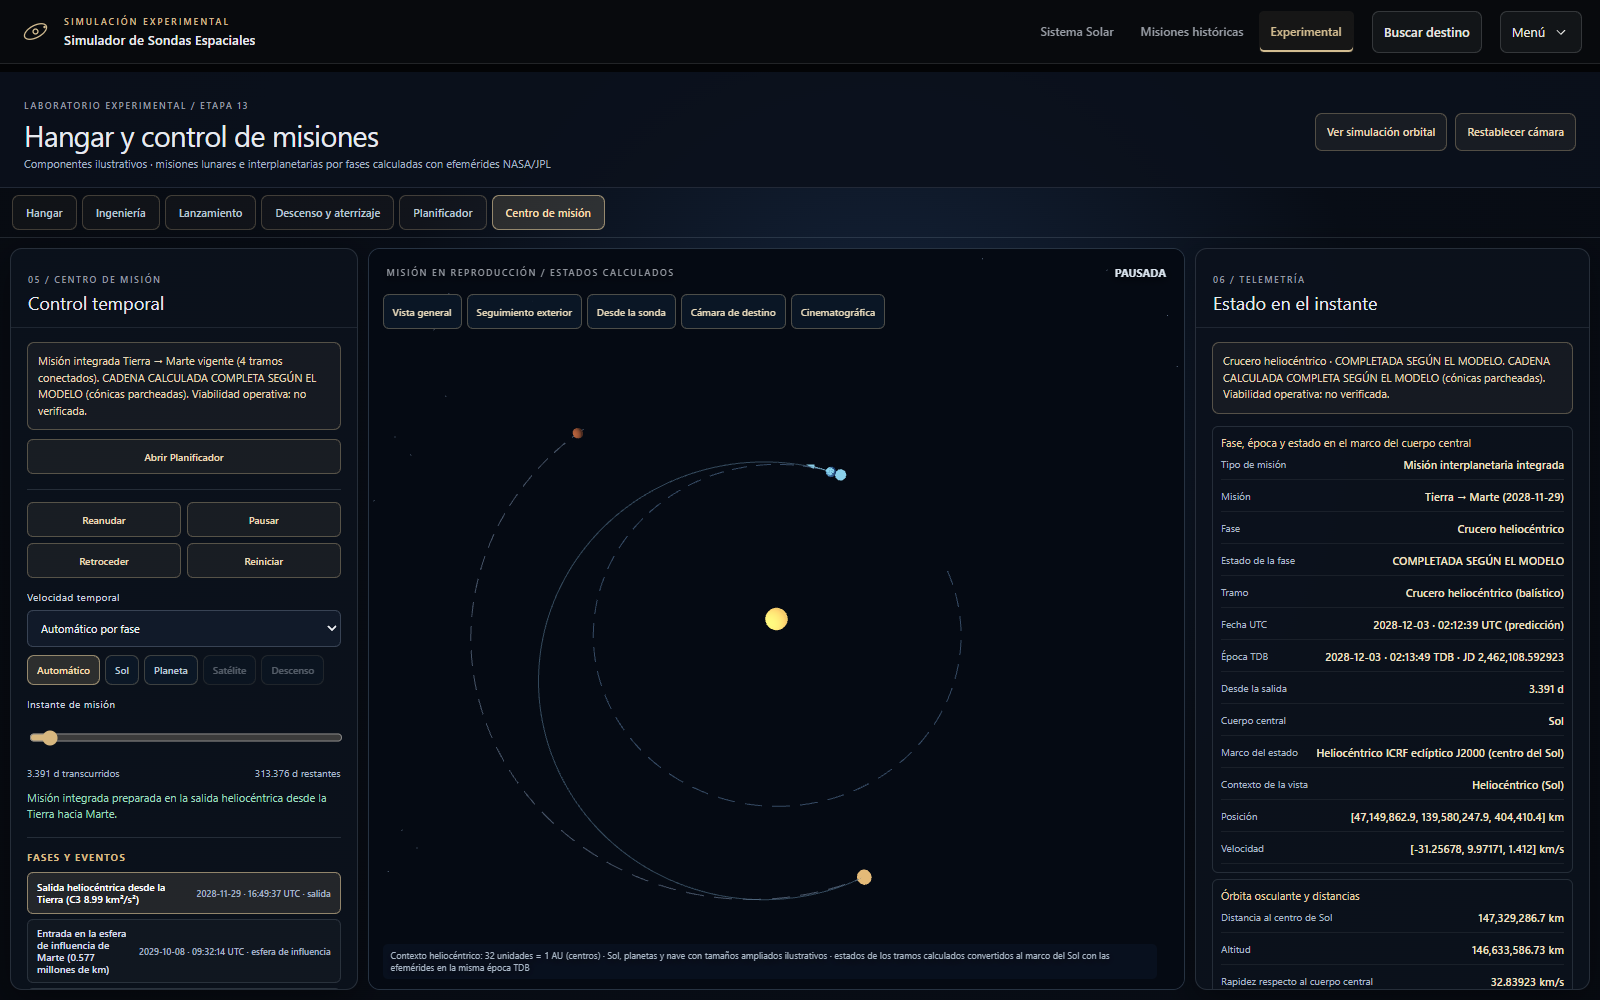 SIMULACIÓN EXPERIMENTAL
Simulador de Sondas Espaciales
Sistema Solar
Misiones históricas
Experimental
Buscar destino
Menú
LABORATORIO EXPERIMENTAL / ETAPA 13
Hangar y control de misiones
Componentes ilustrativos · misiones lunares e interplanetarias por fases calculadas con efemérides NASA/JPL
Ver simulación orbital
Restablecer cámara
Hangar
Ingeniería
Lanzamiento
Descenso y aterrizaje
Planificador
Centro de misión
05 / CENTRO DE MISIÓN
Control temporal
Misión integrada Tierra → Marte vigente (4 tramos
conectados). CADENA CALCULADA COMPLETA SEGÚN EL
MODELO (cónicas parcheadas). Viabilidad operativa: no
verificada.
Abrir Planificador
Reanudar
Pausar
Retroceder
Reiniciar
Velocidad temporal
Automático por fase
Automático
Sol
Planeta
Satélite
Descenso
Instante de misión
3.391 d transcurridos
313.376 d restantes
Misión integrada preparada en la salida heliocéntrica desde la
Tierra hacia Marte.
FASES Y EVENTOS
Salida heliocéntrica desde la
Tierra (C3 8.99 km²/s²)
2028-11-29 · 16:49:37 UTC · salida
Entrada en la esfera
de influencia de
Marte (0.577
millones de km)
2029-10-08 · 09:32:14 UTC · esfera de influencia
MISIÓN EN REPRODUCCIÓN / ESTADOS CALCULADOS
PAUSADA
Vista general
Seguimiento exterior
Desde la sonda
Cámara de destino
Cinematográfica
Contexto heliocéntrico: 32 unidades = 1 AU (centros) · Sol, planetas y nave con tamaños ampliados ilustrativos · estados de los tramos calculados convertidos al marco del Sol con las
efemérides en la misma época TDB
06 / TELEMETRÍA
Estado en el instante
Crucero heliocéntrico · COMPLETADA SEGÚN EL MODELO. CADENA
CALCULADA COMPLETA SEGÚN EL MODELO (cónicas parcheadas).
Viabilidad operativa: no verificada.
Fase, época y estado en el marco del cuerpo central
Tipo de misión Misión interplanetaria integrada
Misión Tierra → Marte (2028-11-29)
Fase Crucero heliocéntrico
Estado de la fase COMPLETADA SEGÚN EL MODELO
Tramo Crucero heliocéntrico (balístico)
Fecha UTC 2028-12-03 · 02:12:39 UTC (predicción)
Época TDB 2028-12-03 · 02:13:49 TDB · JD 2,462,108.592923
Desde la salida 3.391 d
Cuerpo central Sol
Marco del estado Heliocéntrico ICRF eclíptico J2000 (centro del Sol)
Contexto de la vista Heliocéntrico (Sol)
Posición [47,149,862.9, 139,580,247.9, 404,410.4] km
Velocidad [-31.25678, 9.97171, 1.412] km/s
Órbita osculante y distancias
Distancia al centro de Sol 147,329,286.7 km
Altitud 146,633,586.73 km
Rapidez respecto al cuerpo central 32.83923 km/s